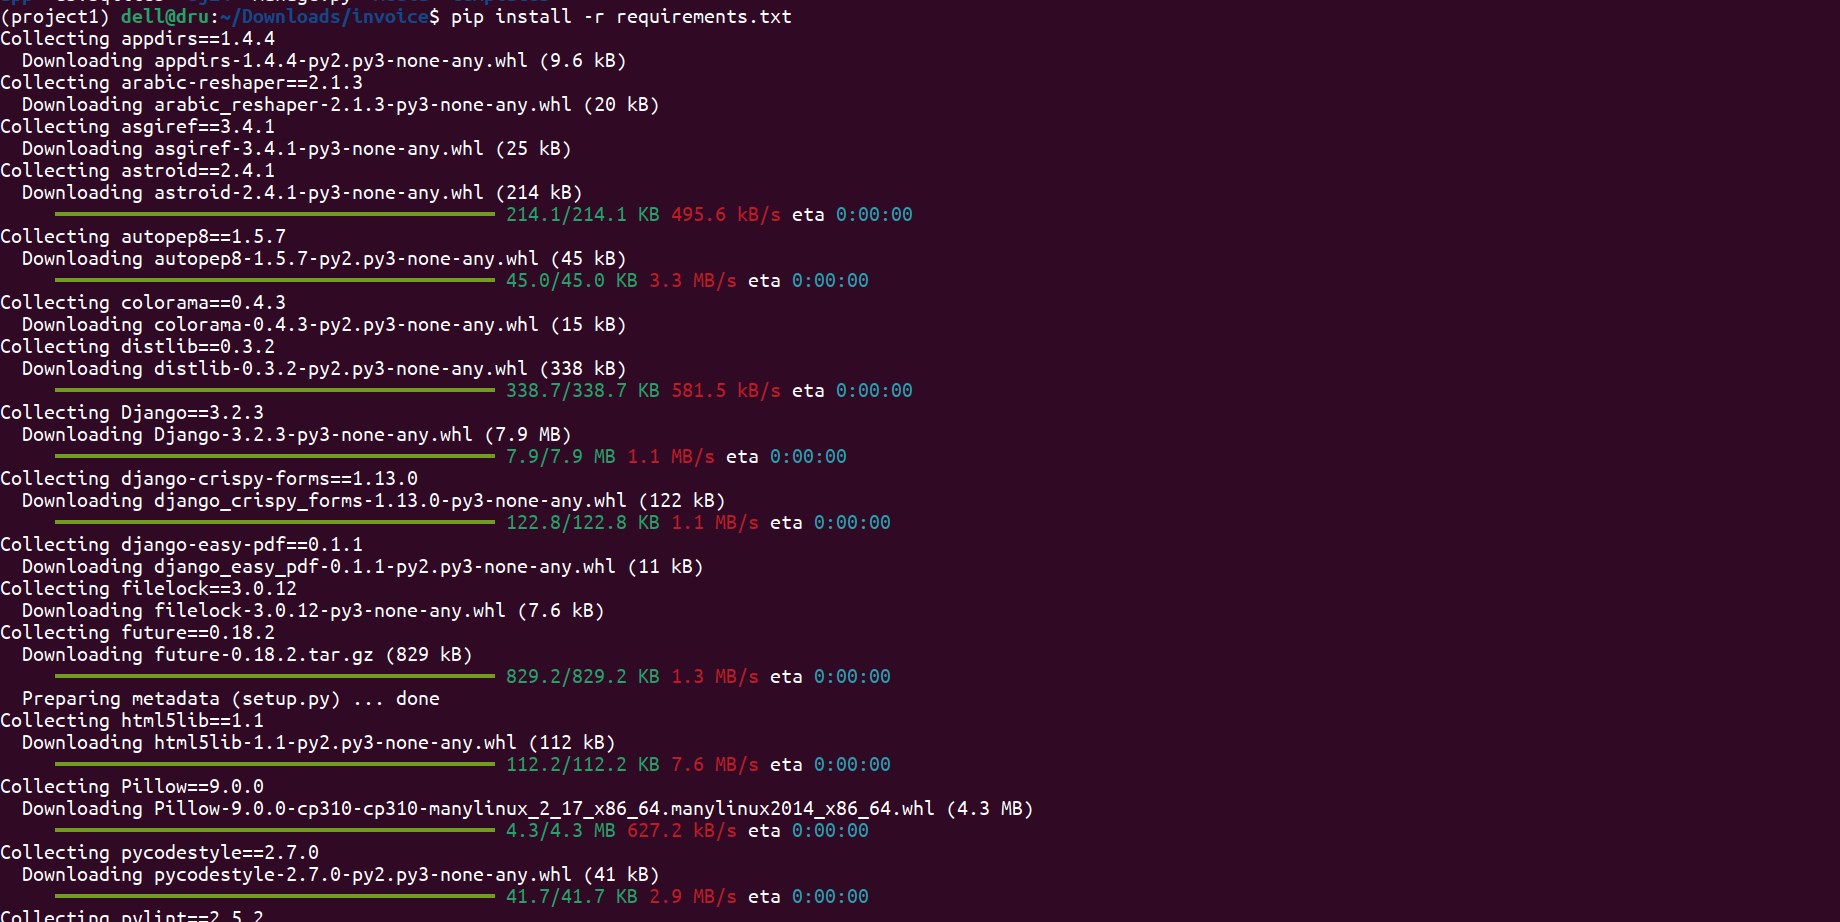 (project1) dell@dru:~/Downloads/invoice$ pip install -r requirements.txt
Collecting appdirs==1.4.4
  Downloading appdirs-1.4.4-py2.py3-none-any.whl (9.6 kB)
Collecting arabic-reshaper==2.1.3
  Downloading arabic_reshaper-2.1.3-py3-none-any.whl (20 kB)
Collecting asgiref==3.4.1
  Downloading asgiref-3.4.1-py3-none-any.whl (25 kB)
Collecting astroid==2.4.1
  Downloading astroid-2.4.1-py3-none-any.whl (214 kB)
214.1/214.1 KB 495.6 kB/s eta 0:00:00
Collecting autopep8==1.5.7
  Downloading autopep8-1.5.7-py2.py3-none-any.whl (45 kB)
45.0/45.0 KB 3.3 MB/s eta 0:00:00
Collecting colorama==0.4.3
  Downloading colorama-0.4.3-py2.py3-none-any.whl (15 kB)
Collecting distlib==0.3.2
  Downloading distlib-0.3.2-py2.py3-none-any.whl (338 kB)
338.7/338.7 KB 581.5 kB/s eta 0:00:00
Collecting Django==3.2.3
  Downloading Django-3.2.3-py3-none-any.whl (7.9 MB)
7.9/7.9 MB 1.1 MB/s eta 0:00:00
Collecting django-crispy-forms==1.13.0
  Downloading django_crispy_forms-1.13.0-py3-none-any.whl (122 kB)
122.8/122.8 KB 1.1 MB/s eta 0:00:00
Collecting django-easy-pdf==0.1.1
  Downloading django_easy_pdf-0.1.1-py2.py3-none-any.whl (11 kB)
Collecting filelock==3.0.12
  Downloading filelock-3.0.12-py3-none-any.whl (7.6 kB)
Collecting future==0.18.2
  Downloading future-0.18.2.tar.gz (829 kB)
829.2/829.2 KB 1.3 MB/s eta 0:00:00
  Preparing metadata (setup.py) ... done
Collecting html5lib==1.1
  Downloading html5lib-1.1-py2.py3-none-any.whl (112 kB)
112.2/112.2 KB 7.6 MB/s eta 0:00:00
Collecting Pillow==9.0.0
  Downloading Pillow-9.0.0-cp310-cp310-manylinux_2_17_x86_64.manylinux2014_x86_64.whl (4.3 MB)
4.3/4.3 MB 627.2 kB/s eta 0:00:00
Collecting pycodestyle==2.7.0
  Downloading pycodestyle-2.7.0-py2.py3-none-any.whl (41 kB)
41.7/41.7 KB 2.9 MB/s eta 0:00:00
Collecting pylint==2.5.2